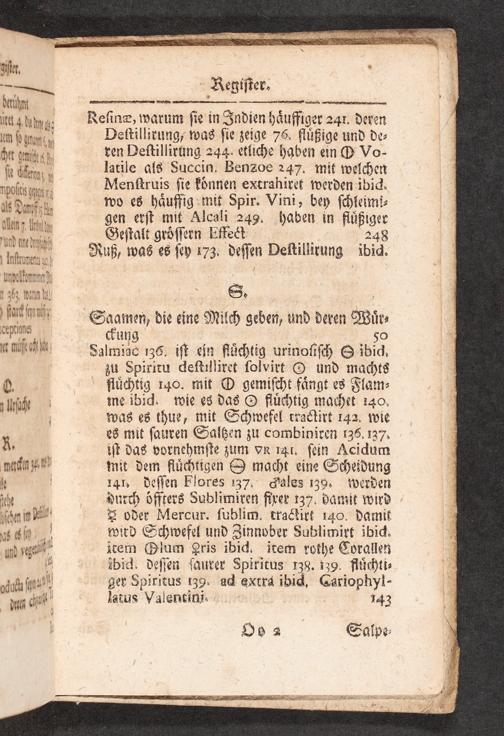 Register.
Resinæ, warum sie in Indien häuffiger 241. deren
Destillirung, was sie zeige 76. flüßige und de-
ren Destillirung 244. etliche haben ein 🜕 Vo-
latile als Succin. Benzoe 247. mit welchen
Menstruis sie können extrahiret werden ibid.
wo es häuffig mit Spir. Vini, bey schleimi-
gen erst mit Alcali 249. haben in flüßiger
Gestalt grössern Effect 248
Ruß, was es sey 173. dessen Destillirung ibid.
S.
Saamen, die eine Milch geben, und deren Wür-
ckung 50
Salmiac 136. ist ein flüchtig urinosisch 🜔 ibid.
zu Spiritu destilliret solvirt ☉ und machts
flüchtig 140. mit 🜕 gemischt fängt es Flam-
me ibid. wie es das ☉ flüchtig machet 140.
was es thue, mit Schwefel tractirt 142. wie
es mit sauren Saltzen zu combiniren 136. 137.
ist das vornehmste zum VR 141. sein Acidum
mit dem flüchtigen 🜔 macht eine Scheidung
141. dessen Flores 137. ♂ales 139. werden
durch öffters Sublimiren fixer 137. damit wird
☿ oder Mercur. sublim. tractirt 140. damit
wird Schwefel und Zinnober Sublimirt ibid.
item Olum ♀ris ibid. item rothe Corallen
ibid. dessen saurer Spiritus 138. 139. flüchti-
ger Spiritus 139. ad extra ibid. Cariophyl-
latus Valentini. 143
Oo 2 Salpe-
gister.
berühmt
Q.
R.